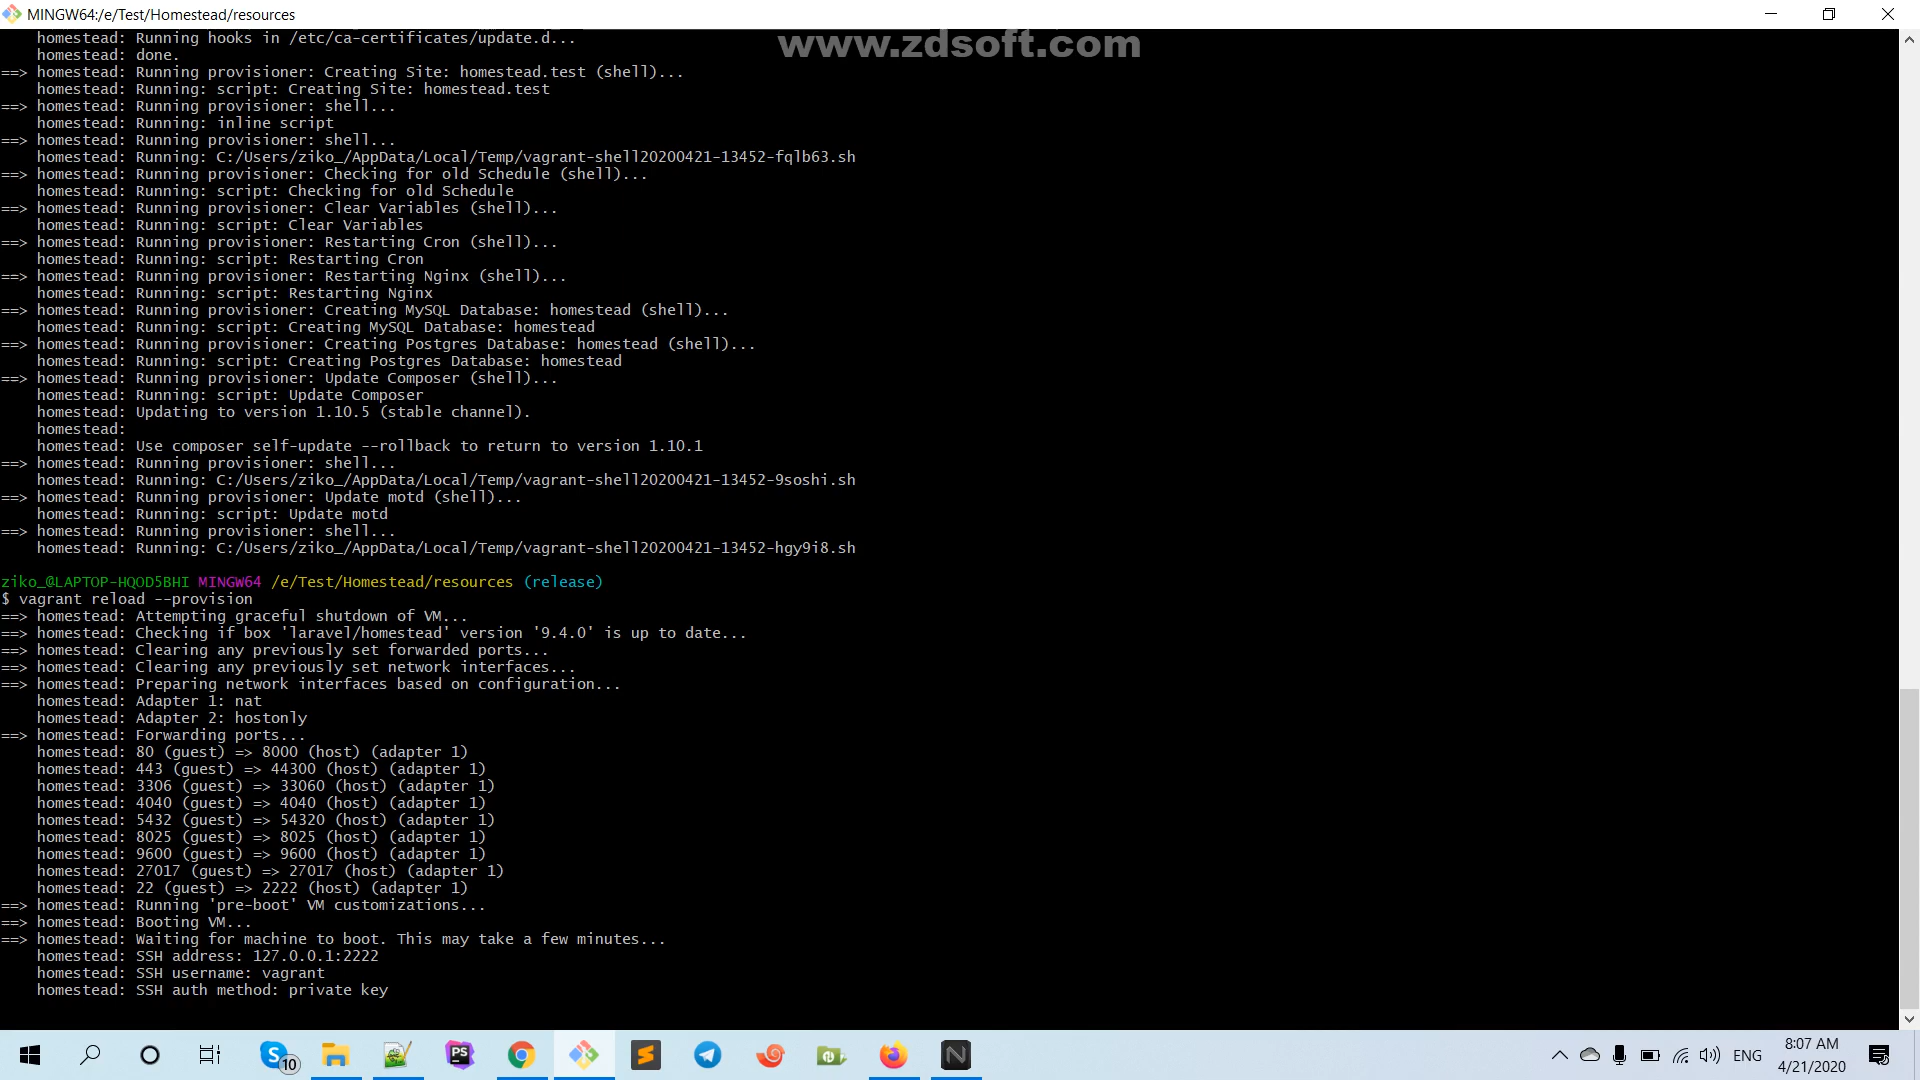 MINGW64:/e/Test/Homestead/resources
www.zdsoft.com
homestead: Running hooks in /etc/ca-certificates/update.d...
homestead: done.
==> homestead: Running provisioner: Creating Site: homestead.test (shell)...
homestead: Running: script: Creating Site: homestead.test
==> homestead: Running provisioner: shell...
homestead: Running: inline script
==> homestead: Running provisioner: shell...
homestead: Running: C:/Users/ziko_/AppData/Local/Temp/vagrant-shell20200421-13452-fqlb63.sh
==> homestead: Running provisioner: Checking for old Schedule (shell)...
homestead: Running: script: Checking for old Schedule
==> homestead: Running provisioner: Clear Variables (shell)...
homestead: Running: script: Clear Variables
==> homestead: Running provisioner: Restarting Cron (shell)...
homestead: Running: script: Restarting Cron
==> homestead: Running provisioner: Restarting Nginx (shell)...
homestead: Running: script: Restarting Nginx
==> homestead: Running provisioner: Creating MySQL Database: homestead (shell)...
homestead: Running: script: Creating MySQL Database: homestead
==> homestead: Running provisioner: Creating Postgres Database: homestead (shell)...
homestead: Running: script: Creating Postgres Database: homestead
==> homestead: Running provisioner: Update Composer (shell)...
homestead: Running: script: Update Composer
homestead: Updating to version 1.10.5 (stable channel).
homestead:
homestead: Use composer self-update --rollback to return to version 1.10.1
==> homestead: Running provisioner: shell...
homestead: Running: C:/Users/ziko_/AppData/Local/Temp/vagrant-shell20200421-13452-9soshi.sh
==> homestead: Running provisioner: Update motd (shell)...
homestead: Running: script: Update motd
==> homestead: Running provisioner: shell...
homestead: Running: C:/Users/ziko_/AppData/Local/Temp/vagrant-shell20200421-13452-hgy9i8.sh
ziko_@LAPTOP-HQOD5BHI MINGW64 /e/Test/Homestead/resources (release)
$ vagrant reload --provision
==> homestead: Attempting graceful shutdown of VM...
==> homestead: Checking if box 'laravel/homestead' version '9.4.0' is up to date...
==> homestead: Clearing any previously set forwarded ports...
==> homestead: Clearing any previously set network interfaces...
==> homestead: Preparing network interfaces based on configuration...
homestead: Adapter 1: nat
homestead: Adapter 2: hostonly
==> homestead: Forwarding ports...
homestead: 80 (guest) => 8000 (host) (adapter 1)
homestead: 443 (guest) => 44300 (host) (adapter 1)
homestead: 3306 (guest) => 33060 (host) (adapter 1)
homestead: 4040 (guest) => 4040 (host) (adapter 1)
homestead: 5432 (guest) => 54320 (host) (adapter 1)
homestead: 8025 (guest) => 8025 (host) (adapter 1)
homestead: 9600 (guest) => 9600 (host) (adapter 1)
homestead: 27017 (guest) => 27017 (host) (adapter 1)
homestead: 22 (guest) => 2222 (host) (adapter 1)
==> homestead: Running 'pre-boot' VM customizations...
==> homestead: Booting VM...
==> homestead: Waiting for machine to boot. This may take a few minutes...
homestead: SSH address: 127.0.0.1:2222
homestead: SSH username: vagrant
homestead: SSH auth method: private key
S 10
PS
N
ENG
8:07 AM
4/21/2020